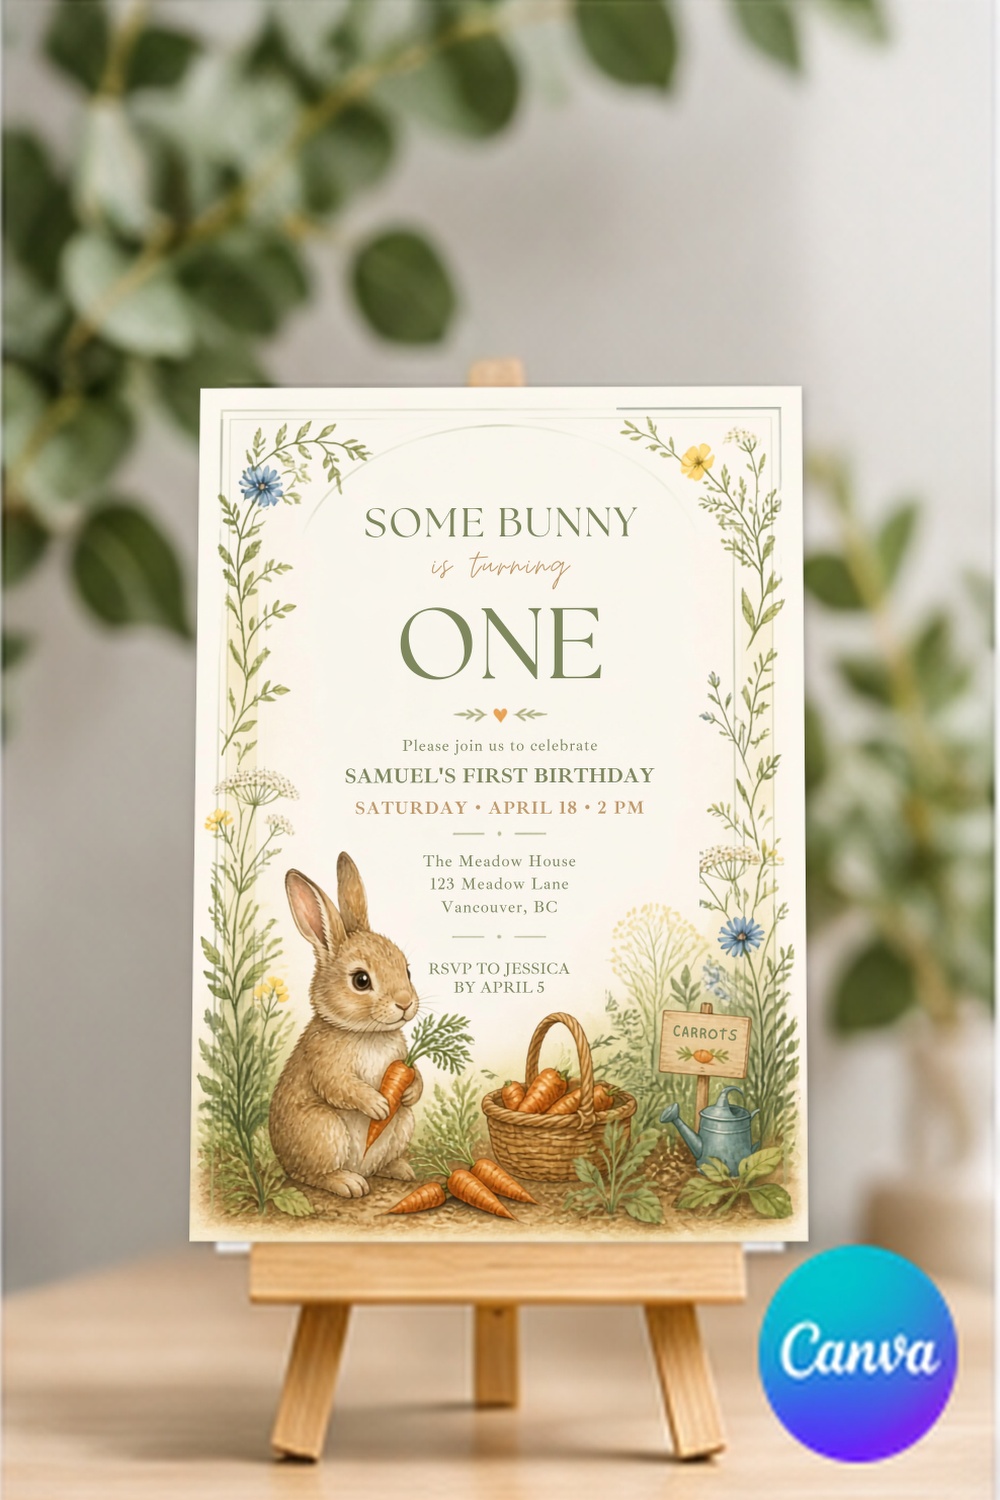 SOME BUNNY
is turning
ONE
Please join us to celebrate
SAMUEL'S FIRST BIRTHDAY
SATURDAY • APRIL 18 • 2 PM
The Meadow House
123 Meadow Lane
Vancouver, BC
RSVP TO JESSICA
BY APRIL 5
CARROTS
Canva